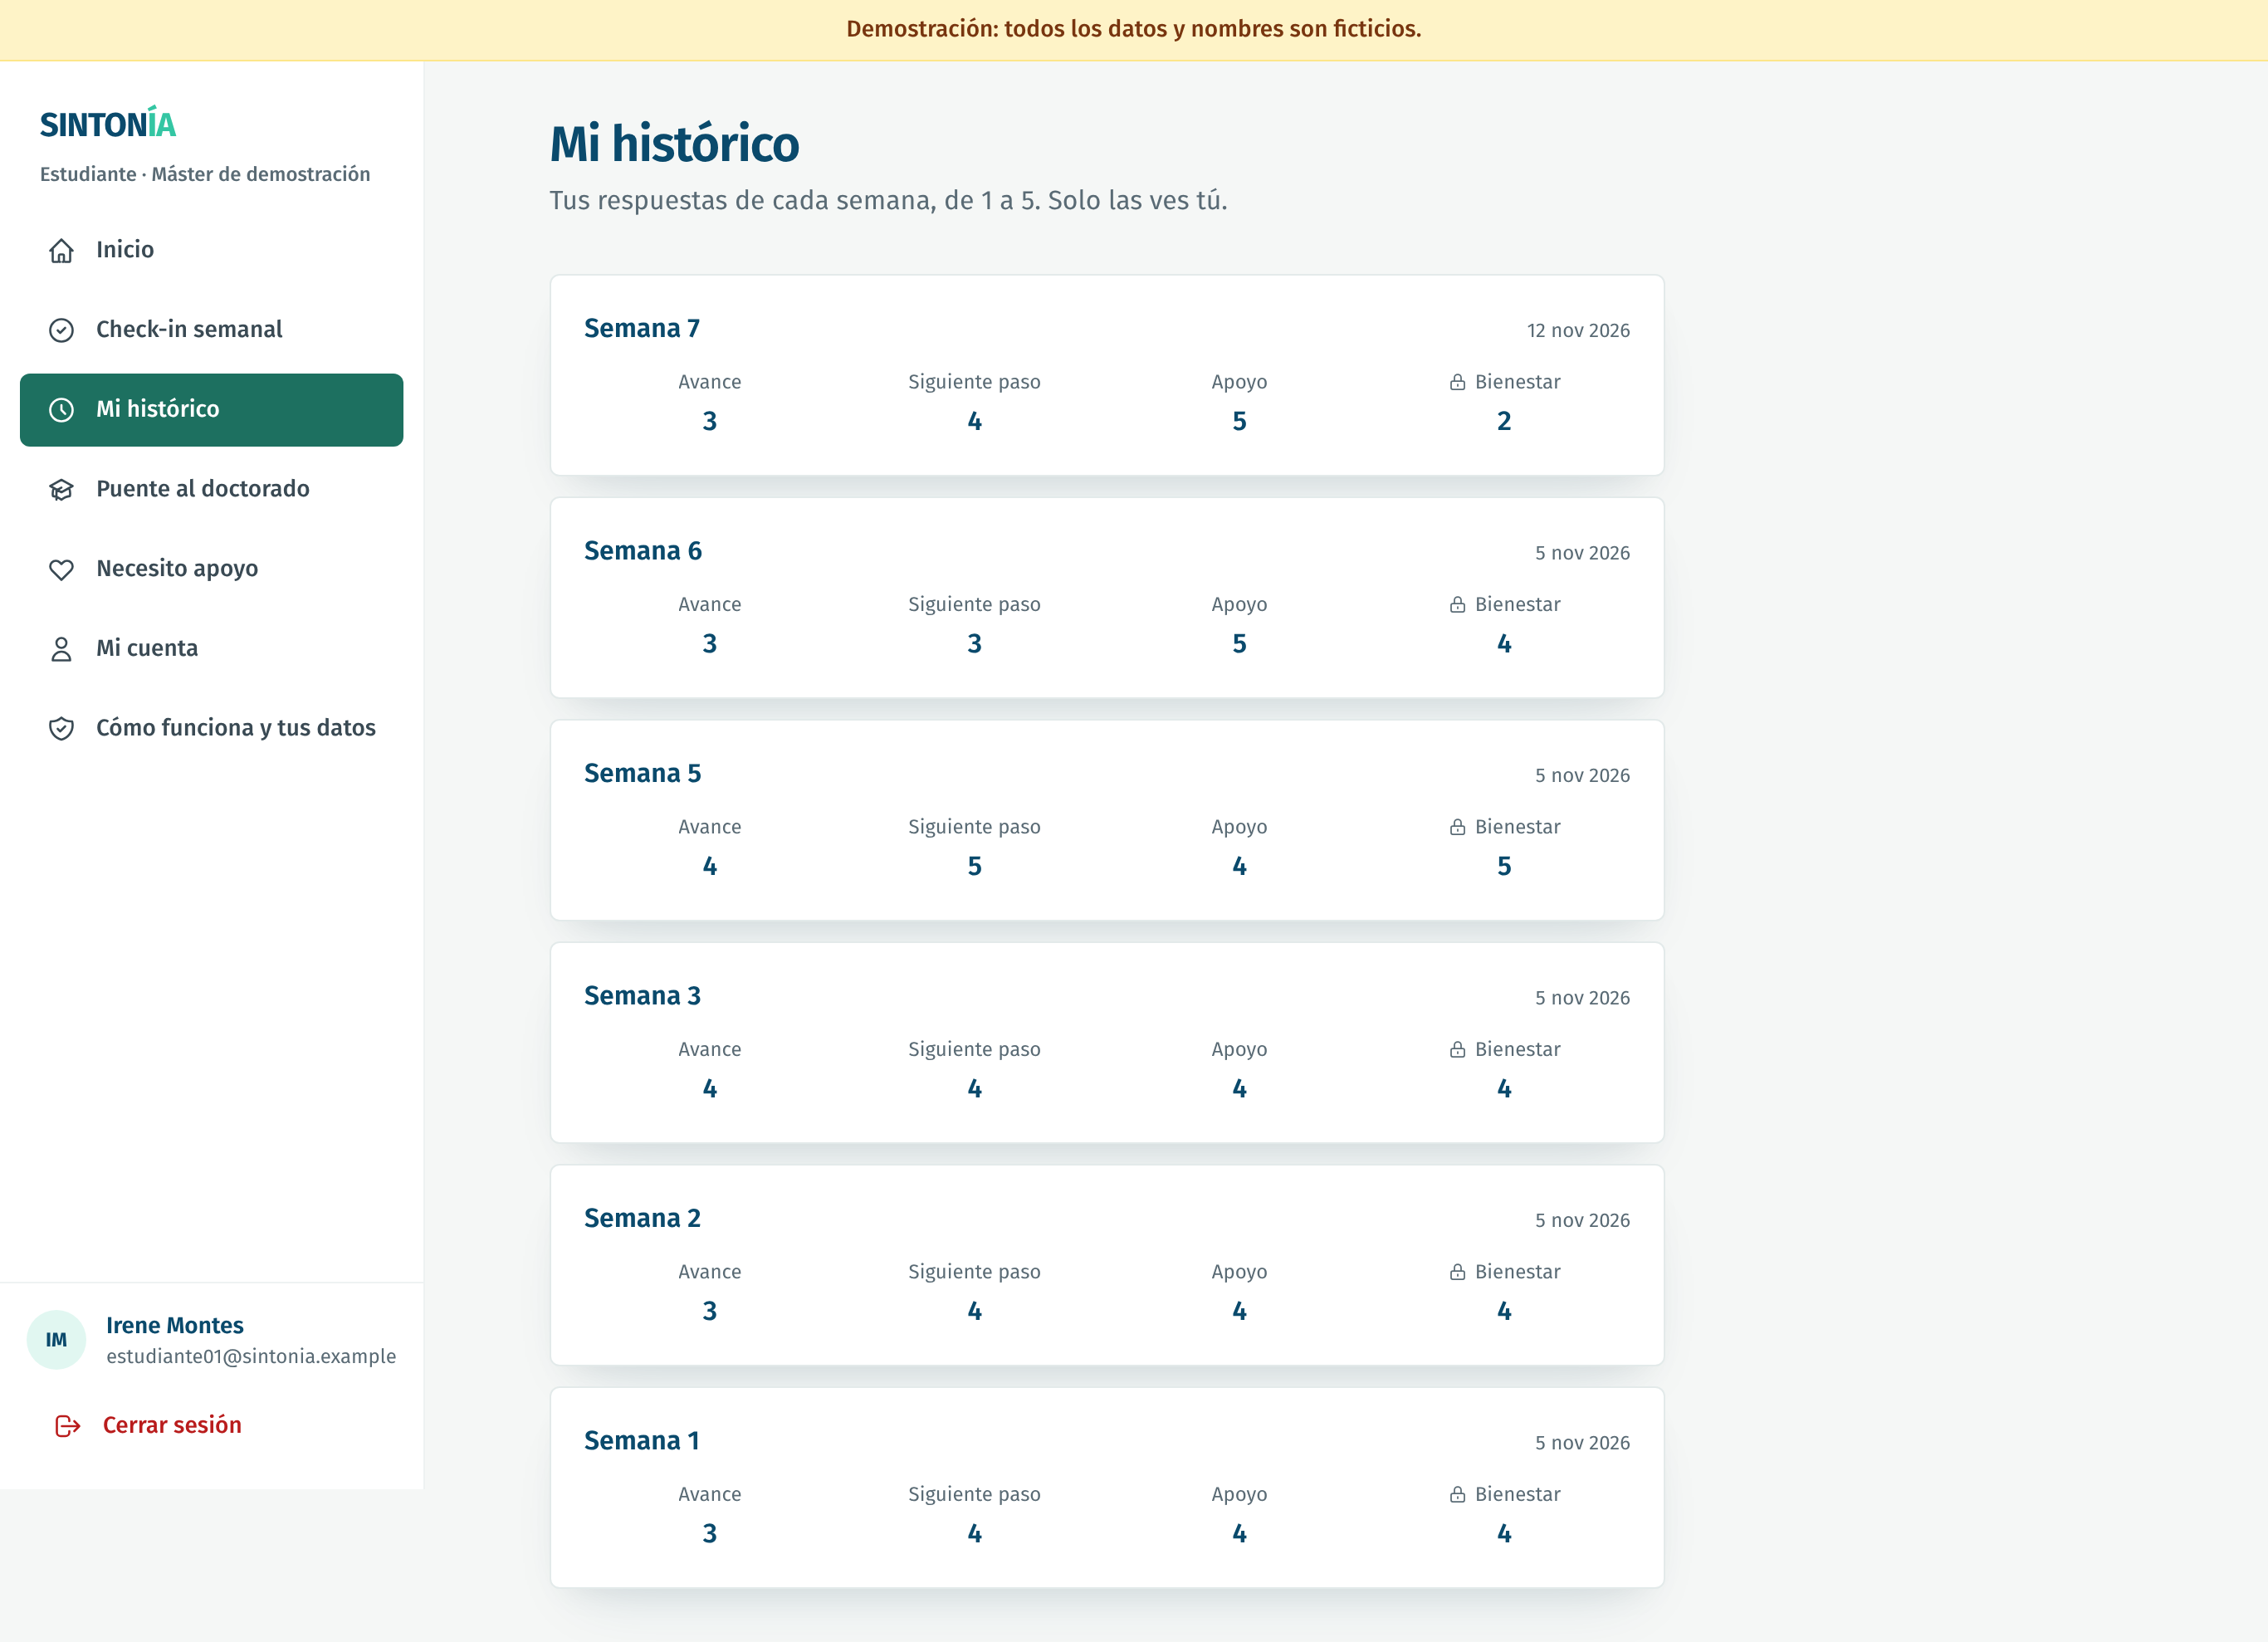 Demostración: todos los datos y nombres son ficticios.
SINTONÍA
Estudiante · Máster de demostración
Inicio
Check-in semanal
Mi histórico
Puente al doctorado
Necesito apoyo
Mi cuenta
Cómo funciona y tus datos
IM
Irene Montes
estudiante01@sintonia.example
Cerrar sesión
Mi histórico
Tus respuestas de cada semana, de 1 a 5. Solo las ves tú.
Semana 7 12 nov 2026
Avance Siguiente paso Apoyo Bienestar
3 4 5 2
Semana 6 5 nov 2026
Avance Siguiente paso Apoyo Bienestar
3 3 5 4
Semana 5 5 nov 2026
Avance Siguiente paso Apoyo Bienestar
4 5 4 5
Semana 3 5 nov 2026
Avance Siguiente paso Apoyo Bienestar
4 4 4 4
Semana 2 5 nov 2026
Avance Siguiente paso Apoyo Bienestar
3 4 4 4
Semana 1 5 nov 2026
Avance Siguiente paso Apoyo Bienestar
3 4 4 4